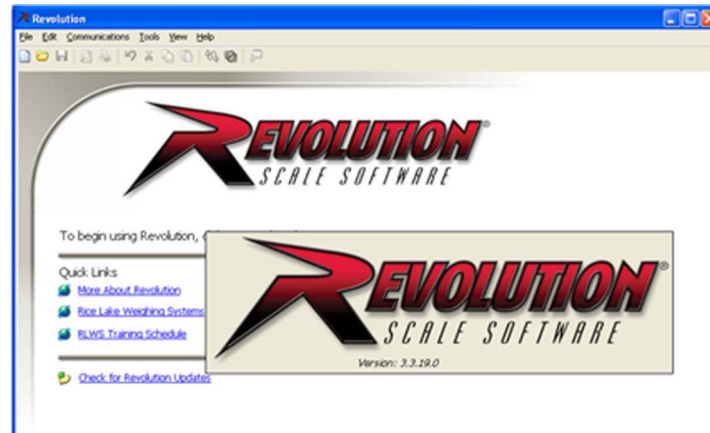 Revolution
File Edit Communications Tools View Help
REVOLUTION®
SCALE SOFTWARE
To begin using Revolution,
Quick Links
More About Revolution
Rice Lake Weighing Systems
RLWS Training Schedule
Check for Revolution Updates
REVOLUTION®
SCALE SOFTWARE
Version: 3.3.19.0